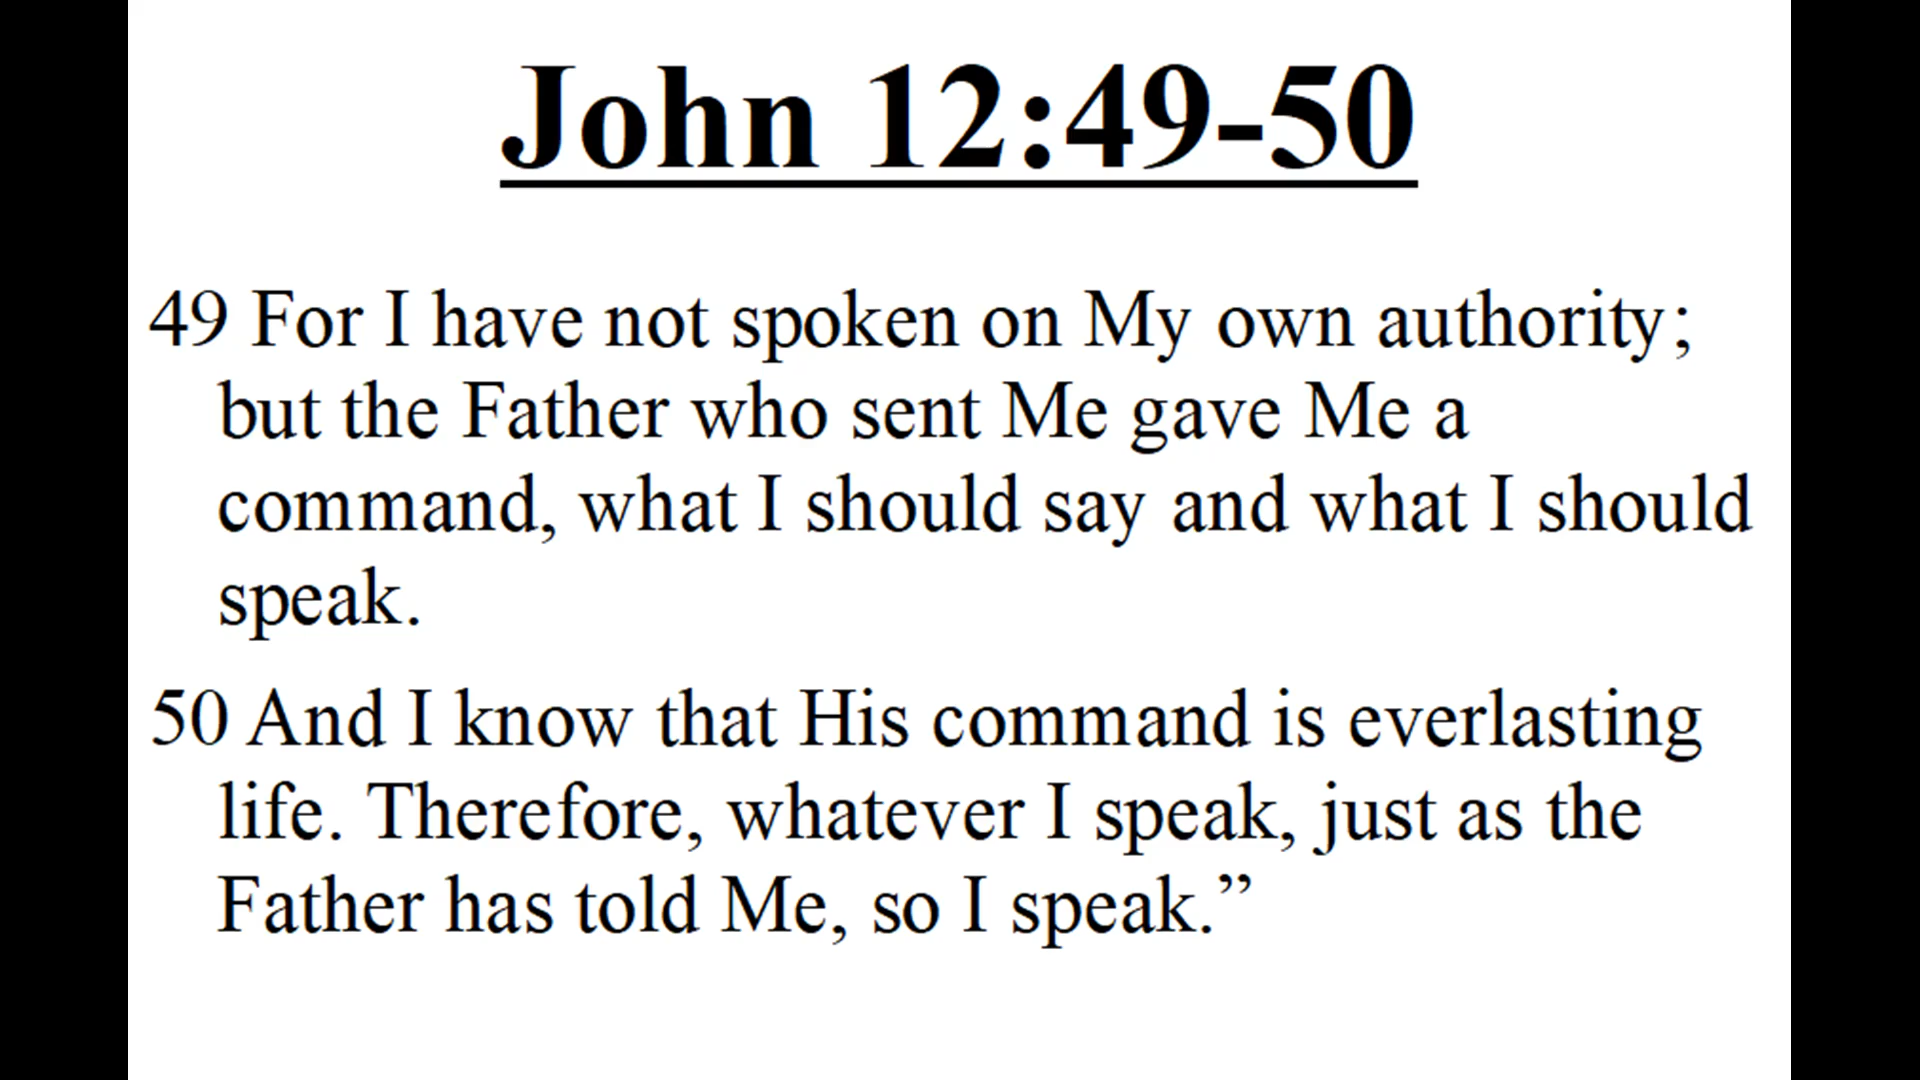 John 12:49-50
49 For I have not spoken on My own authority;
but the Father who sent Me gave Me a
command, what I should say and what I should
speak.
50 And I know that His command is everlasting
life. Therefore, whatever I speak, just as the
Father has told Me, so I speak.”